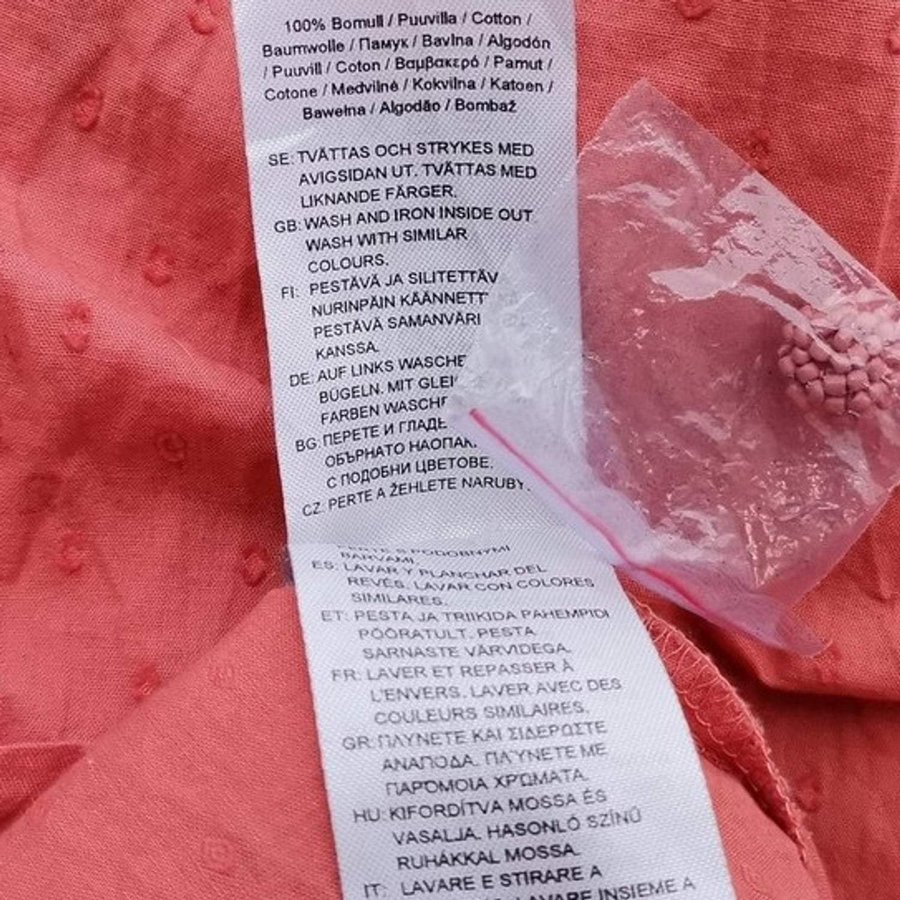 100% Bomull / Puuvilla / Cotton /
Baumwolle / Памук / Bavlna / Algodón
/ Puuvill / Coton / Βαμβακερό / Pamut /
Cotone / Medvilnė / Kokvilna / Katoen /
Bawełna / Algodão / Bombaž
SE: TVÄTTAS OCH STRYKES MED
AVIGSIDAN UT. TVÄTTAS MED
LIKNANDE FÄRGER.
GB: WASH AND IRON INSIDE OUT
WASH WITH SIMILAR
COLOURS.
FI: PESTÄVÄ JA SILITETTÄV
NURINPÄIN KÄÄNNETT
PESTÄVÄ SAMANVÄRI
KANSSA.
DE: AUF LINKS WASCHE
BÜGELN. MIT GLEI
FARBEN WASCHE
BG: ПЕРЕТЕ И ГЛАДЕ
ОБЪРНАТО НАОПАК
С ПОДОБНИ ЦВЕТОВЕ.
CZ: PERTE A ŽEHLETE NARUBY.
PERTE S PODOBNÝMI
BARVAMI.
ES: LAVAR Y PLANCHAR DEL
REVÉS. LAVAR CON COLORES
SIMILARES.
ET: PESTA JA TRIIKIDA PAHEMPIDI
PÖÖRATULT. PESTA
SARNASTE VÄRVIDEGA.
FR: LAVER ET REPASSER À
L'ENVERS. LAVER AVEC DES
COULEURS SIMILAIRES.
GR: ΠΛΥΝΕΤΕ ΚΑΙ ΣΙΔΕΡΩΣΤΕ
ΑΝΑΠΟΔΑ. ΠΛΥΝΕΤΕ ΜΕ
ΠΑΡΟΜΟΙΑ ΧΡΩΜΑΤΑ.
HU: KIFORDÍTVA MOSSA ÉS
VASALJA. HASONLÓ SZÍNŰ
RUHÁKKAL MOSSA.
IT: LAVARE E STIRARE A
LAVARE INSIEME A